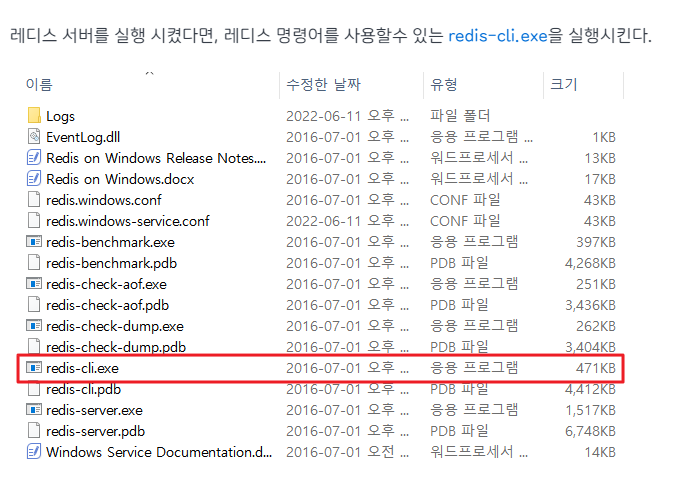 레디스 서버를 실행 시켰다면, 레디스 명령어를 사용할수 있는 redis-cli.exe을 실행시킨다.
이름 수정한 날짜 유형 크기
Logs 2022-06-11 오후 ... 파일 폴더
EventLog.dll 2016-07-01 오후 ... 응용 프로그램 ... 1KB
Redis on Windows Release Notes.... 2016-07-01 오후 ... 워드프로세서 ... 13KB
Redis on Windows.docx 2016-07-01 오후 ... 워드프로세서 ... 17KB
redis.windows.conf 2016-07-01 오후 ... CONF 파일 43KB
redis.windows-service.conf 2022-06-11 오후 ... CONF 파일 43KB
redis-benchmark.exe 2016-07-01 오후 ... 응용 프로그램 397KB
redis-benchmark.pdb 2016-07-01 오후 ... PDB 파일 4,268KB
redis-check-aof.exe 2016-07-01 오후 ... 응용 프로그램 251KB
redis-check-aof.pdb 2016-07-01 오후 ... PDB 파일 3,436KB
redis-check-dump.exe 2016-07-01 오후 ... 응용 프로그램 262KB
redis-check-dump.pdb 2016-07-01 오후 ... PDB 파일 3,404KB
redis-cli.exe 2016-07-01 오후 ... 응용 프로그램 471KB
redis-cli.pdb 2016-07-01 오후 ... PDB 파일 4,412KB
redis-server.exe 2016-07-01 오후 ... 응용 프로그램 1,517KB
redis-server.pdb 2016-07-01 오후 ... PDB 파일 6,748KB
Windows Service Documentation.d... 2016-07-01 오전 ... 워드프로세서 ... 14KB